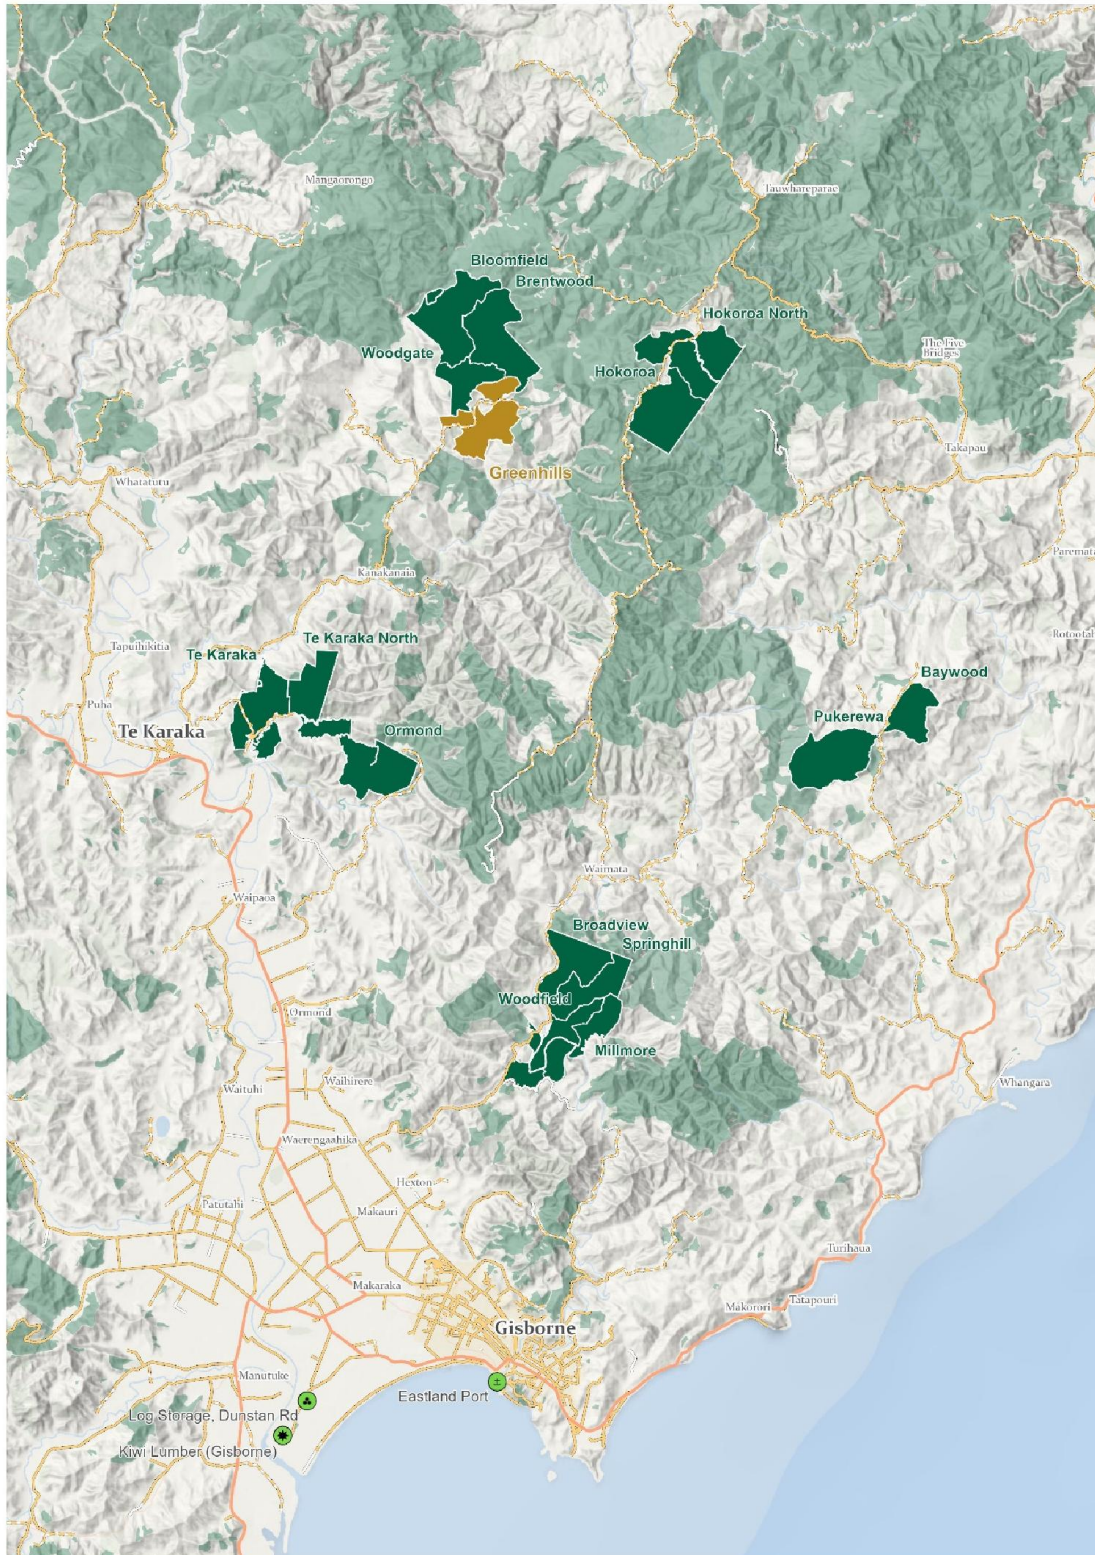 Mangaorongo
Tauwhareparae
Bloomfield
Brentwood
Hokoroa North
Woodgate
The Five
Bridges
Hokoroa
Takapau
Greenhills
Whatatutu
Kanakanaia
Te Karaka North
Te Karaka
Tapuihikitia
Baywood
Puha
Pukerewa
Te Karaka
Ormond
Waimata
Waipaoa
Broadview
Springhill
Woodfield
Ormond
Millmore
Waihirere
Waituhi
Whangara
Waerengaahika
Hexton
Patutahi
Makauri
Turihaua
Makaraka
Tatapouri
Makorori
Gisborne
Manutuke
Eastland Port
Log Storage, Dunstan Rd
Kiwi Lumber (Gisborne)